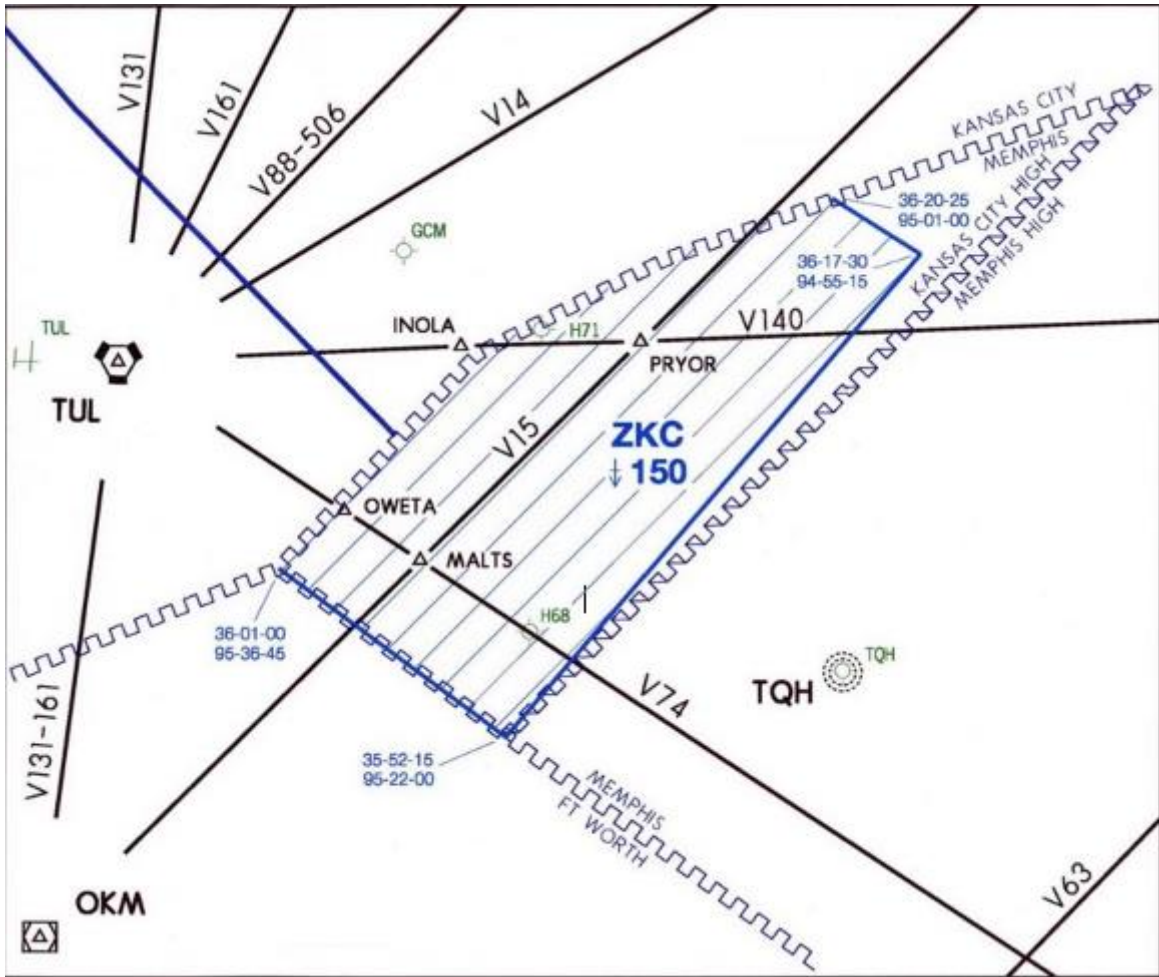 V131
V161
V88-506
V14
KANSAS CITY
MEMPHIS
KANSAS CITY HIGH
MEMPHIS HIGH
36-20-25
95-01-00
GCM
36-17-30
94-55-15
TUL
INOLA
H71
V140
PRYOR
TUL
V15
ZKC
↓ 150
OWETA
MALTS
H68
36-01-00
95-36-45
TQH
TQH
V131-161
V74
35-52-15
95-22-00
MEMPHIS
FT WORTH
V63
OKM